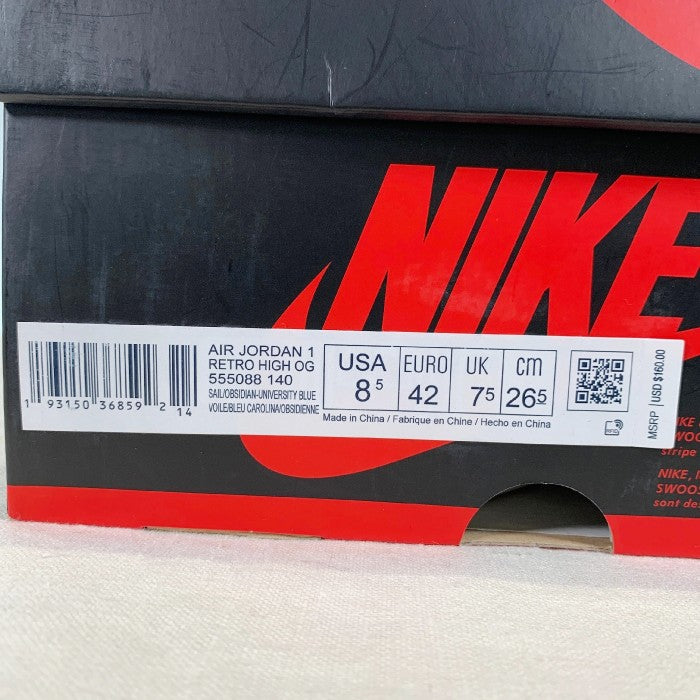 NIKE
AIR JORDAN 1
RETRO HIGH OG
555088 140
SAIL/OBSIDIAN-UNIVERSITY BLUE
VOILE/BLEU CAROLINA/OBSIDIENNE
1 93150 36859 2 14
USA
8 5
EURO
42
UK
7 5
cm
26 5
Made in China / Fabriqué en Chine / Hecho en China
MSRP USD $160.00
NIKE
SWOO
stripe
NIKE, I
SWOOS
sont de